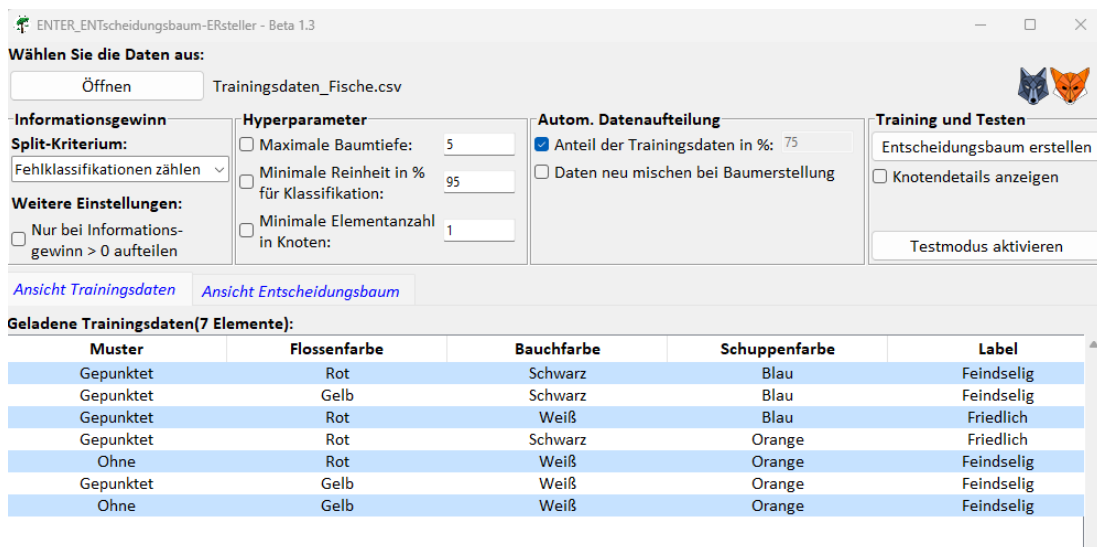 ENTER_ENTscheidungsbaum-ERsteller - Beta 1.3
Wählen Sie die Daten aus:
Öffnen Trainingsdaten_Fische.csv
Informationsgewinn
Split-Kriterium:
Fehlklassifikationen zählen
Weitere Einstellungen:
Nur bei Informations-
gewinn > 0 aufteilen
Hyperparameter
Maximale Baumtiefe: 5
Minimale Reinheit in %
für Klassifikation: 95
Minimale Elementanzahl
in Knoten: 1
Autom. Datenaufteilung
Anteil der Trainingsdaten in %: 75
Daten neu mischen bei Baumerstellung
Training und Testen
Entscheidungsbaum erstellen
Knotendetails anzeigen
Testmodus aktivieren
Ansicht Trainingsdaten Ansicht Entscheidungsbaum
Geladene Trainingsdaten(7 Elemente):
Muster Flossenfarbe Bauchfarbe Schuppenfarbe Label
Gepunktet Rot Schwarz Blau Feindselig
Gepunktet Gelb Schwarz Blau Feindselig
Gepunktet Rot Weiß Blau Friedlich
Gepunktet Rot Schwarz Orange Friedlich
Ohne Rot Weiß Orange Feindselig
Gepunktet Gelb Weiß Orange Feindselig
Ohne Gelb Weiß Orange Feindselig